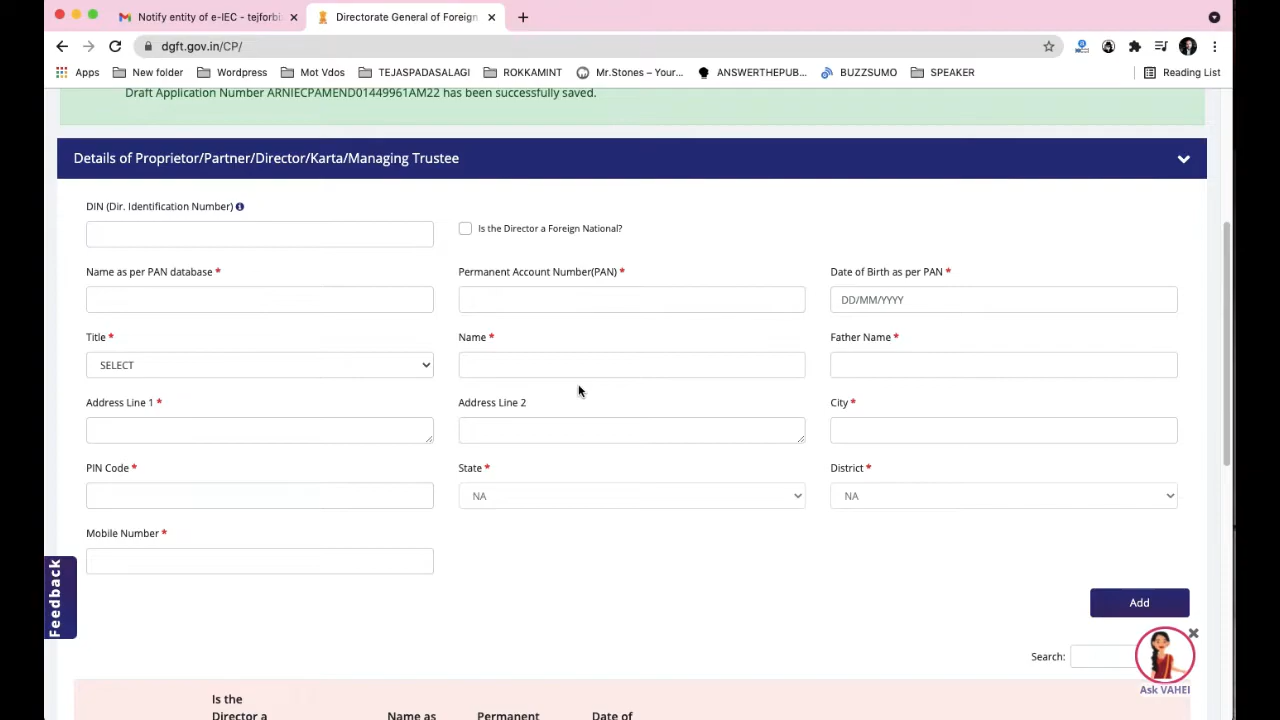 Notify entity of e-IEC - tejforbi
Directorate General of Foreign
dgft.gov.in/CP/
Apps
New folder
Wordpress
Mot Vdos
TEJASPADASALAGI
ROKKAMINT
Mr.Stones – Your...
ANSWERTHEPUB...
BUZZSUMO
SPEAKER
Reading List
Draft Application Number ARNIECPAMEND01449961AM22 has been successfully saved.
Details of Proprietor/Partner/Director/Karta/Managing Trustee
DIN (Dir. Identification Number)
Is the Director a Foreign National?
Name as per PAN database *
Permanent Account Number(PAN) *
Date of Birth as per PAN *
DD/MM/YYYY
Title *
Name *
Father Name *
SELECT
Address Line 1 *
Address Line 2
City *
PIN Code *
State *
District *
NA
NA
Mobile Number *
Feedback
Add
Search:
Ask VAHEI
Is the
Director a
Name as
Permanent
Date of